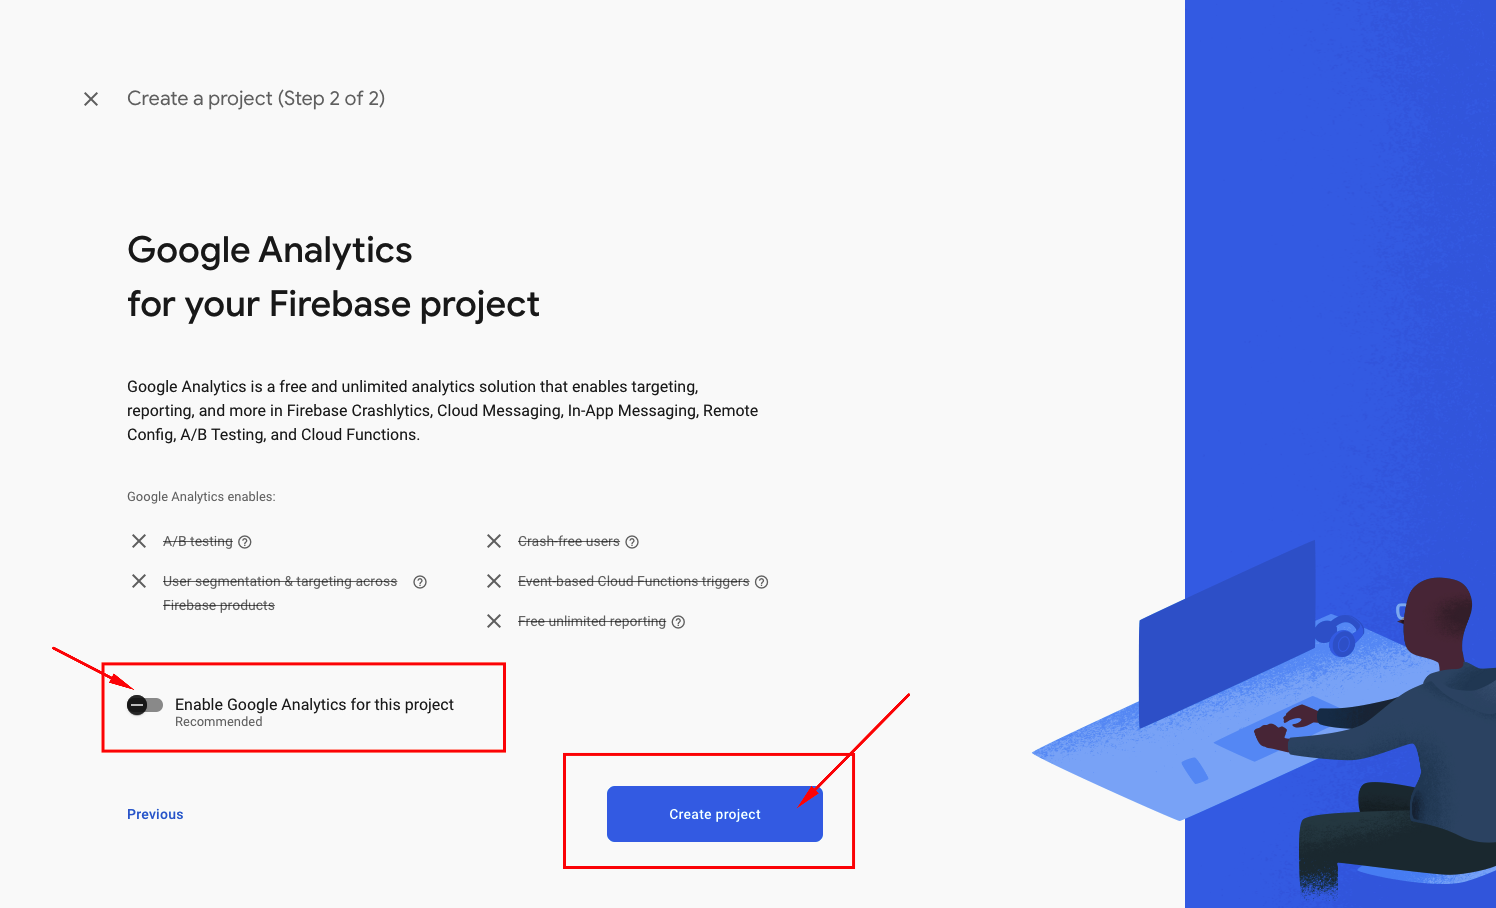 Create a project (Step 2 of 2)
Google Analytics
for your Firebase project
Google Analytics is a free and unlimited analytics solution that enables targeting,
reporting, and more in Firebase Crashlytics, Cloud Messaging, In-App Messaging, Remote
Config, A/B Testing, and Cloud Functions.
Google Analytics enables:
A/B testing
User segmentation & targeting across
Firebase products
Crash-free users
Event-based Cloud Functions triggers
Free unlimited reporting
Enable Google Analytics for this project
Recommended
Previous
Create project